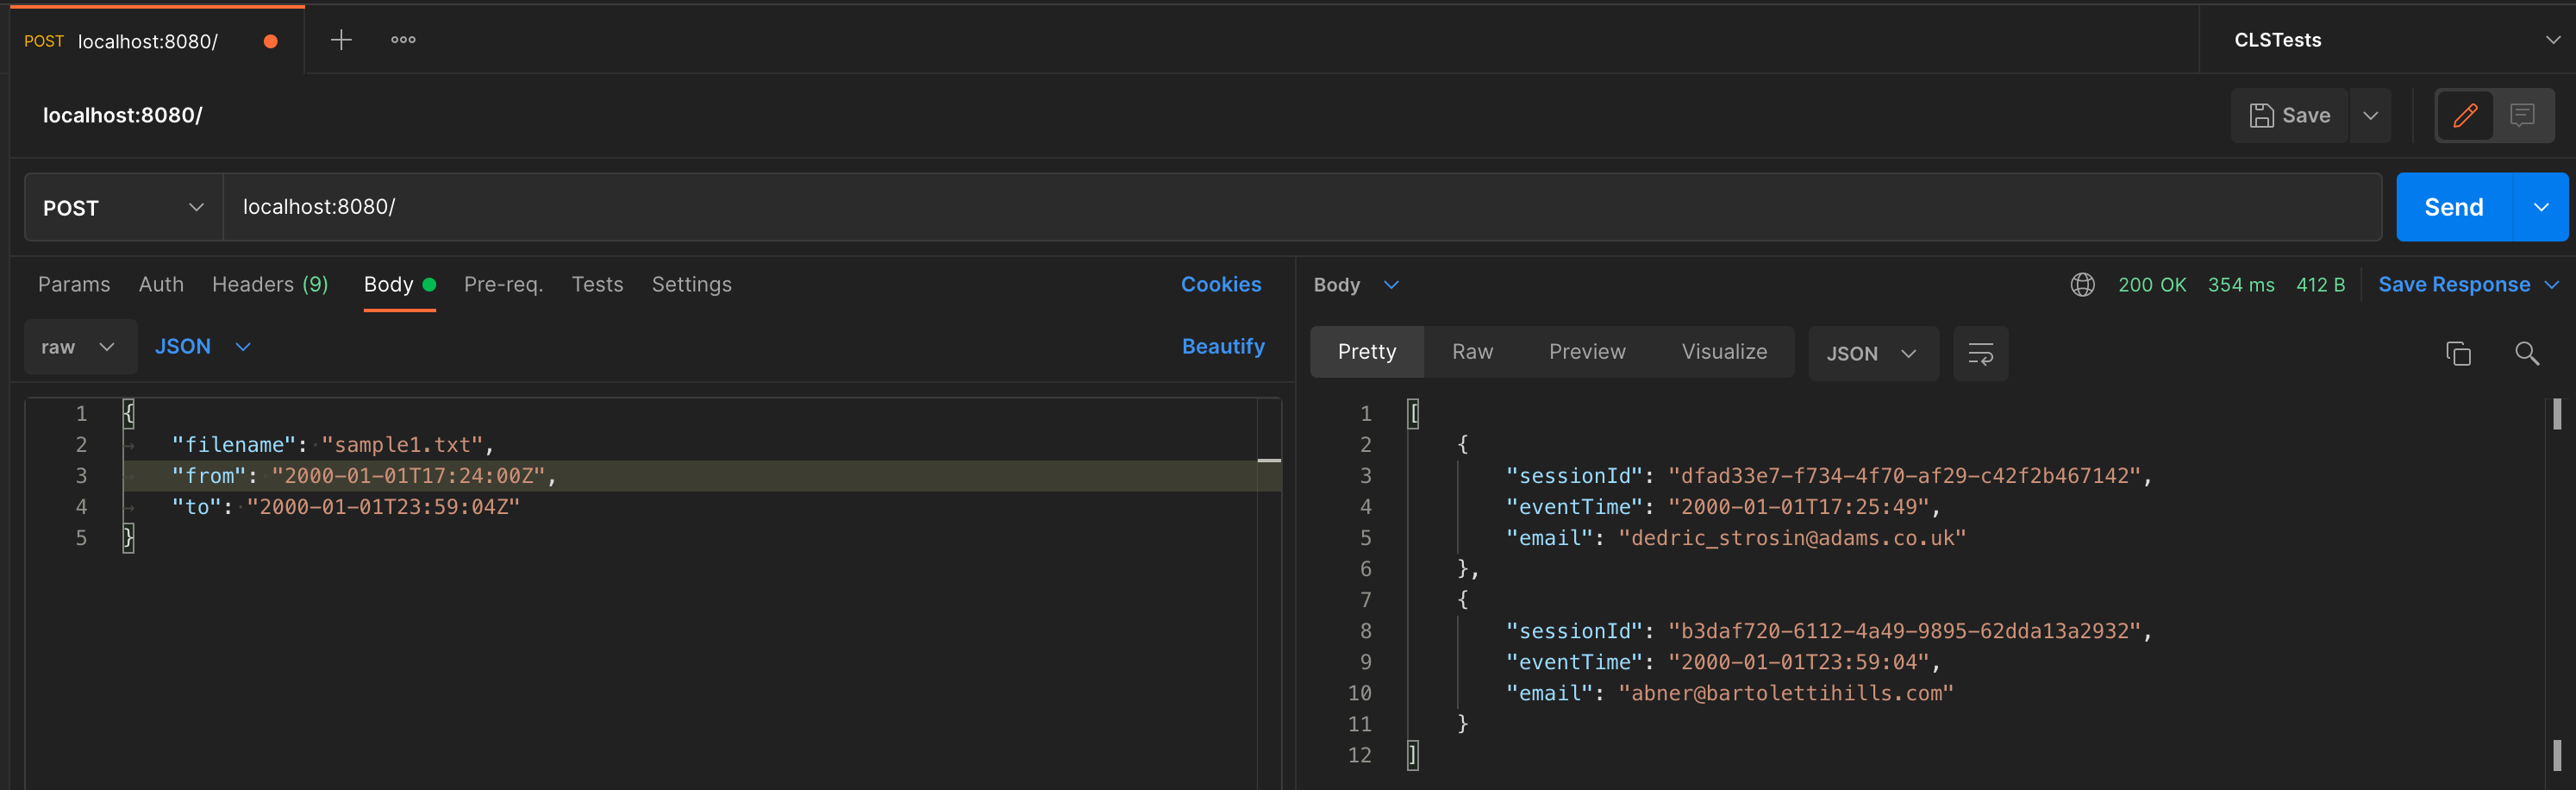 POST localhost:8080/
CLSTests
localhost:8080/
Save
POST localhost:8080/ Send
Params Auth Headers (9) Body Pre-req. Tests Settings Cookies
raw JSON Beautify
1 {
2 "filename": "sample1.txt",
3 "from": "2000-01-01T17:24:00Z",
4 "to": "2000-01-01T23:59:04Z"
5 }
Body 200 OK 354 ms 412 B Save Response
Pretty Raw Preview Visualize JSON
1 [
2 {
3 "sessionId": "dfad33e7-f734-4f70-af29-c42f2b467142",
4 "eventTime": "2000-01-01T17:25:49",
5 "email": "dedric_strosin@adams.co.uk"
6 },
7 {
8 "sessionId": "b3daf720-6112-4a49-9895-62dda13a2932",
9 "eventTime": "2000-01-01T23:59:04",
10 "email": "abner@bartolettihills.com"
11 }
12 ]